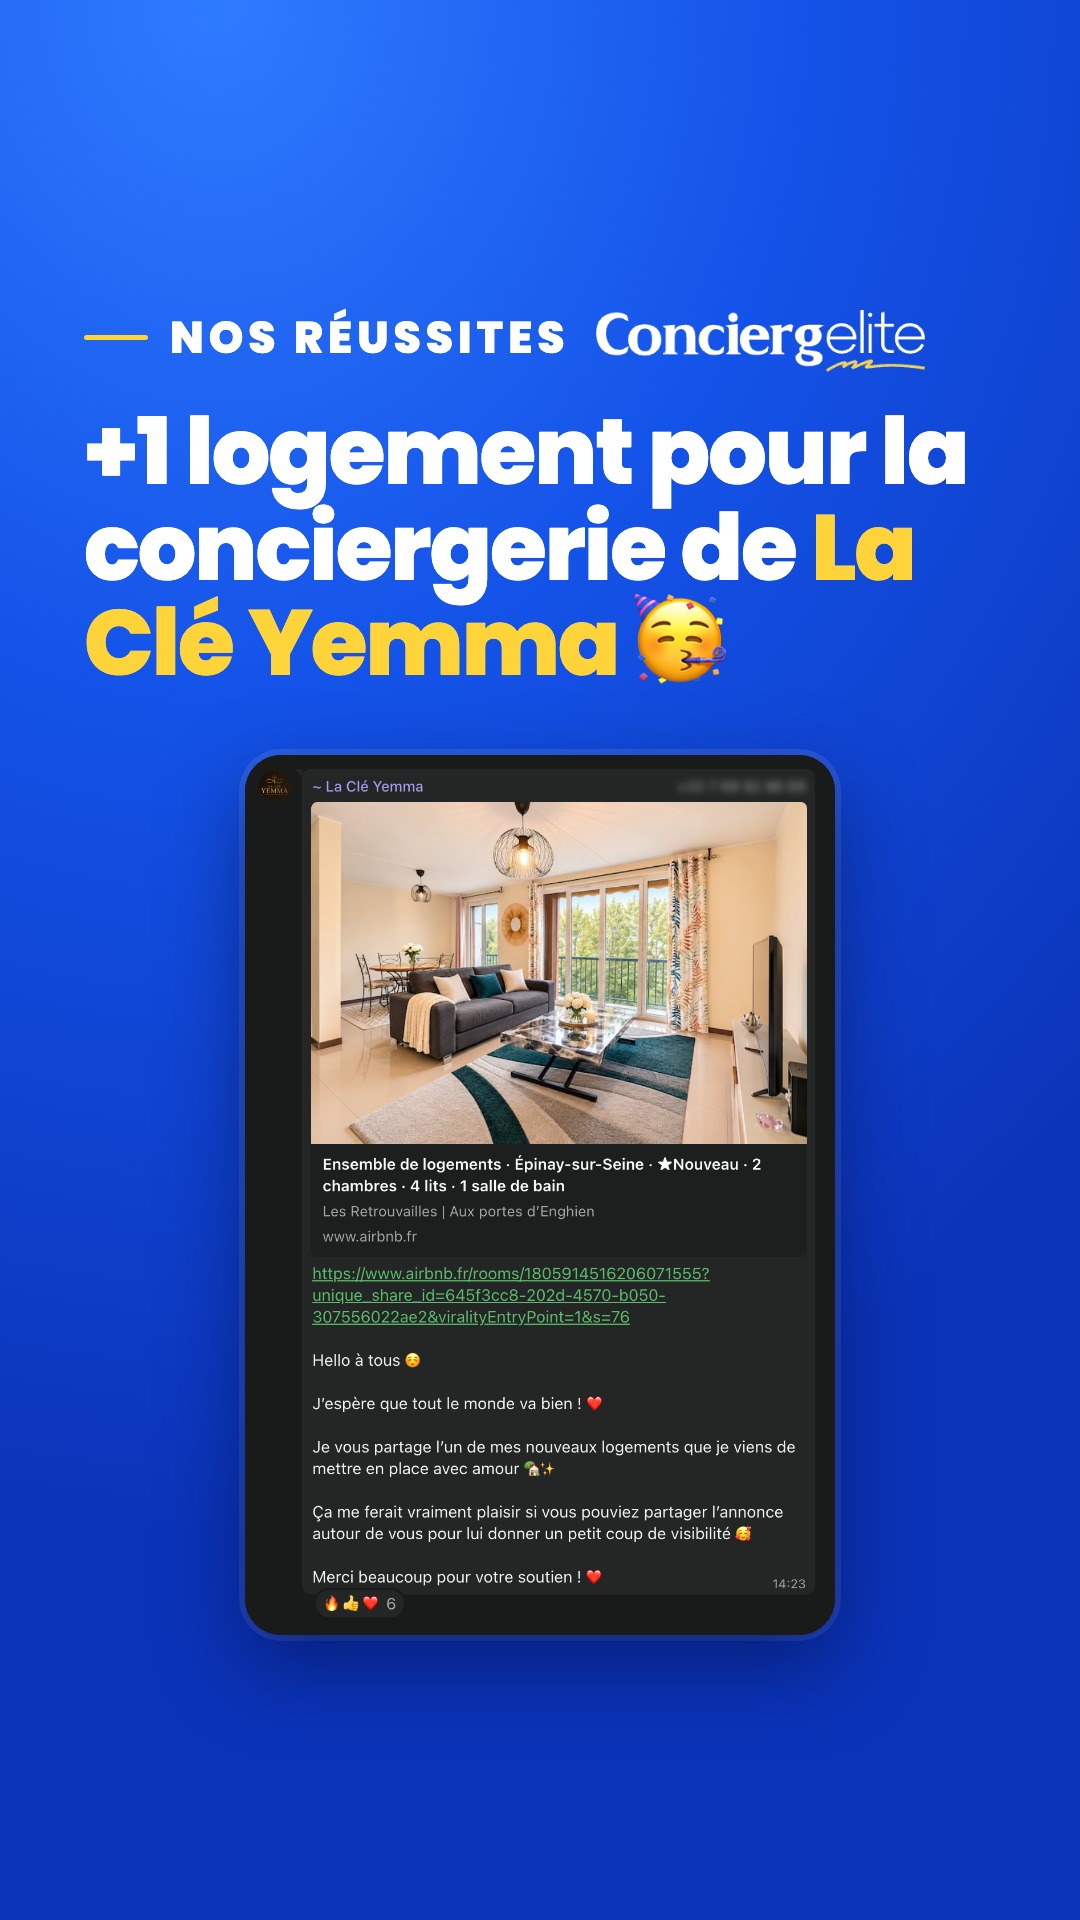 NOS RÉUSSITES Conciergelite
+1 logement pour la
conciergerie de La
Clé Yemma 🥳
YEMMA
~ La Clé Yemma
Ensemble de logements · Épinay-sur-Seine · ★Nouveau · 2
chambres · 4 lits · 1 salle de bain
Les Retrouvailles | Aux portes d’Enghien
www.airbnb.fr
https://www.airbnb.fr/rooms/1805914516206071555?
unique_share_id=645f3cc8-202d-4570-b050-
307556022ae2&viralityEntryPoint=1&s=76
Hello à tous ☺️
J’espère que tout le monde va bien ! ❤️
Je vous partage l’un de mes nouveaux logements que je viens de
mettre en place avec amour 🏡✨
Ça me ferait vraiment plaisir si vous pouviez partager l’annonce
autour de vous pour lui donner un petit coup de visibilité 🥰
Merci beaucoup pour votre soutien ! ❤️
14:23
🔥👍❤️ 6